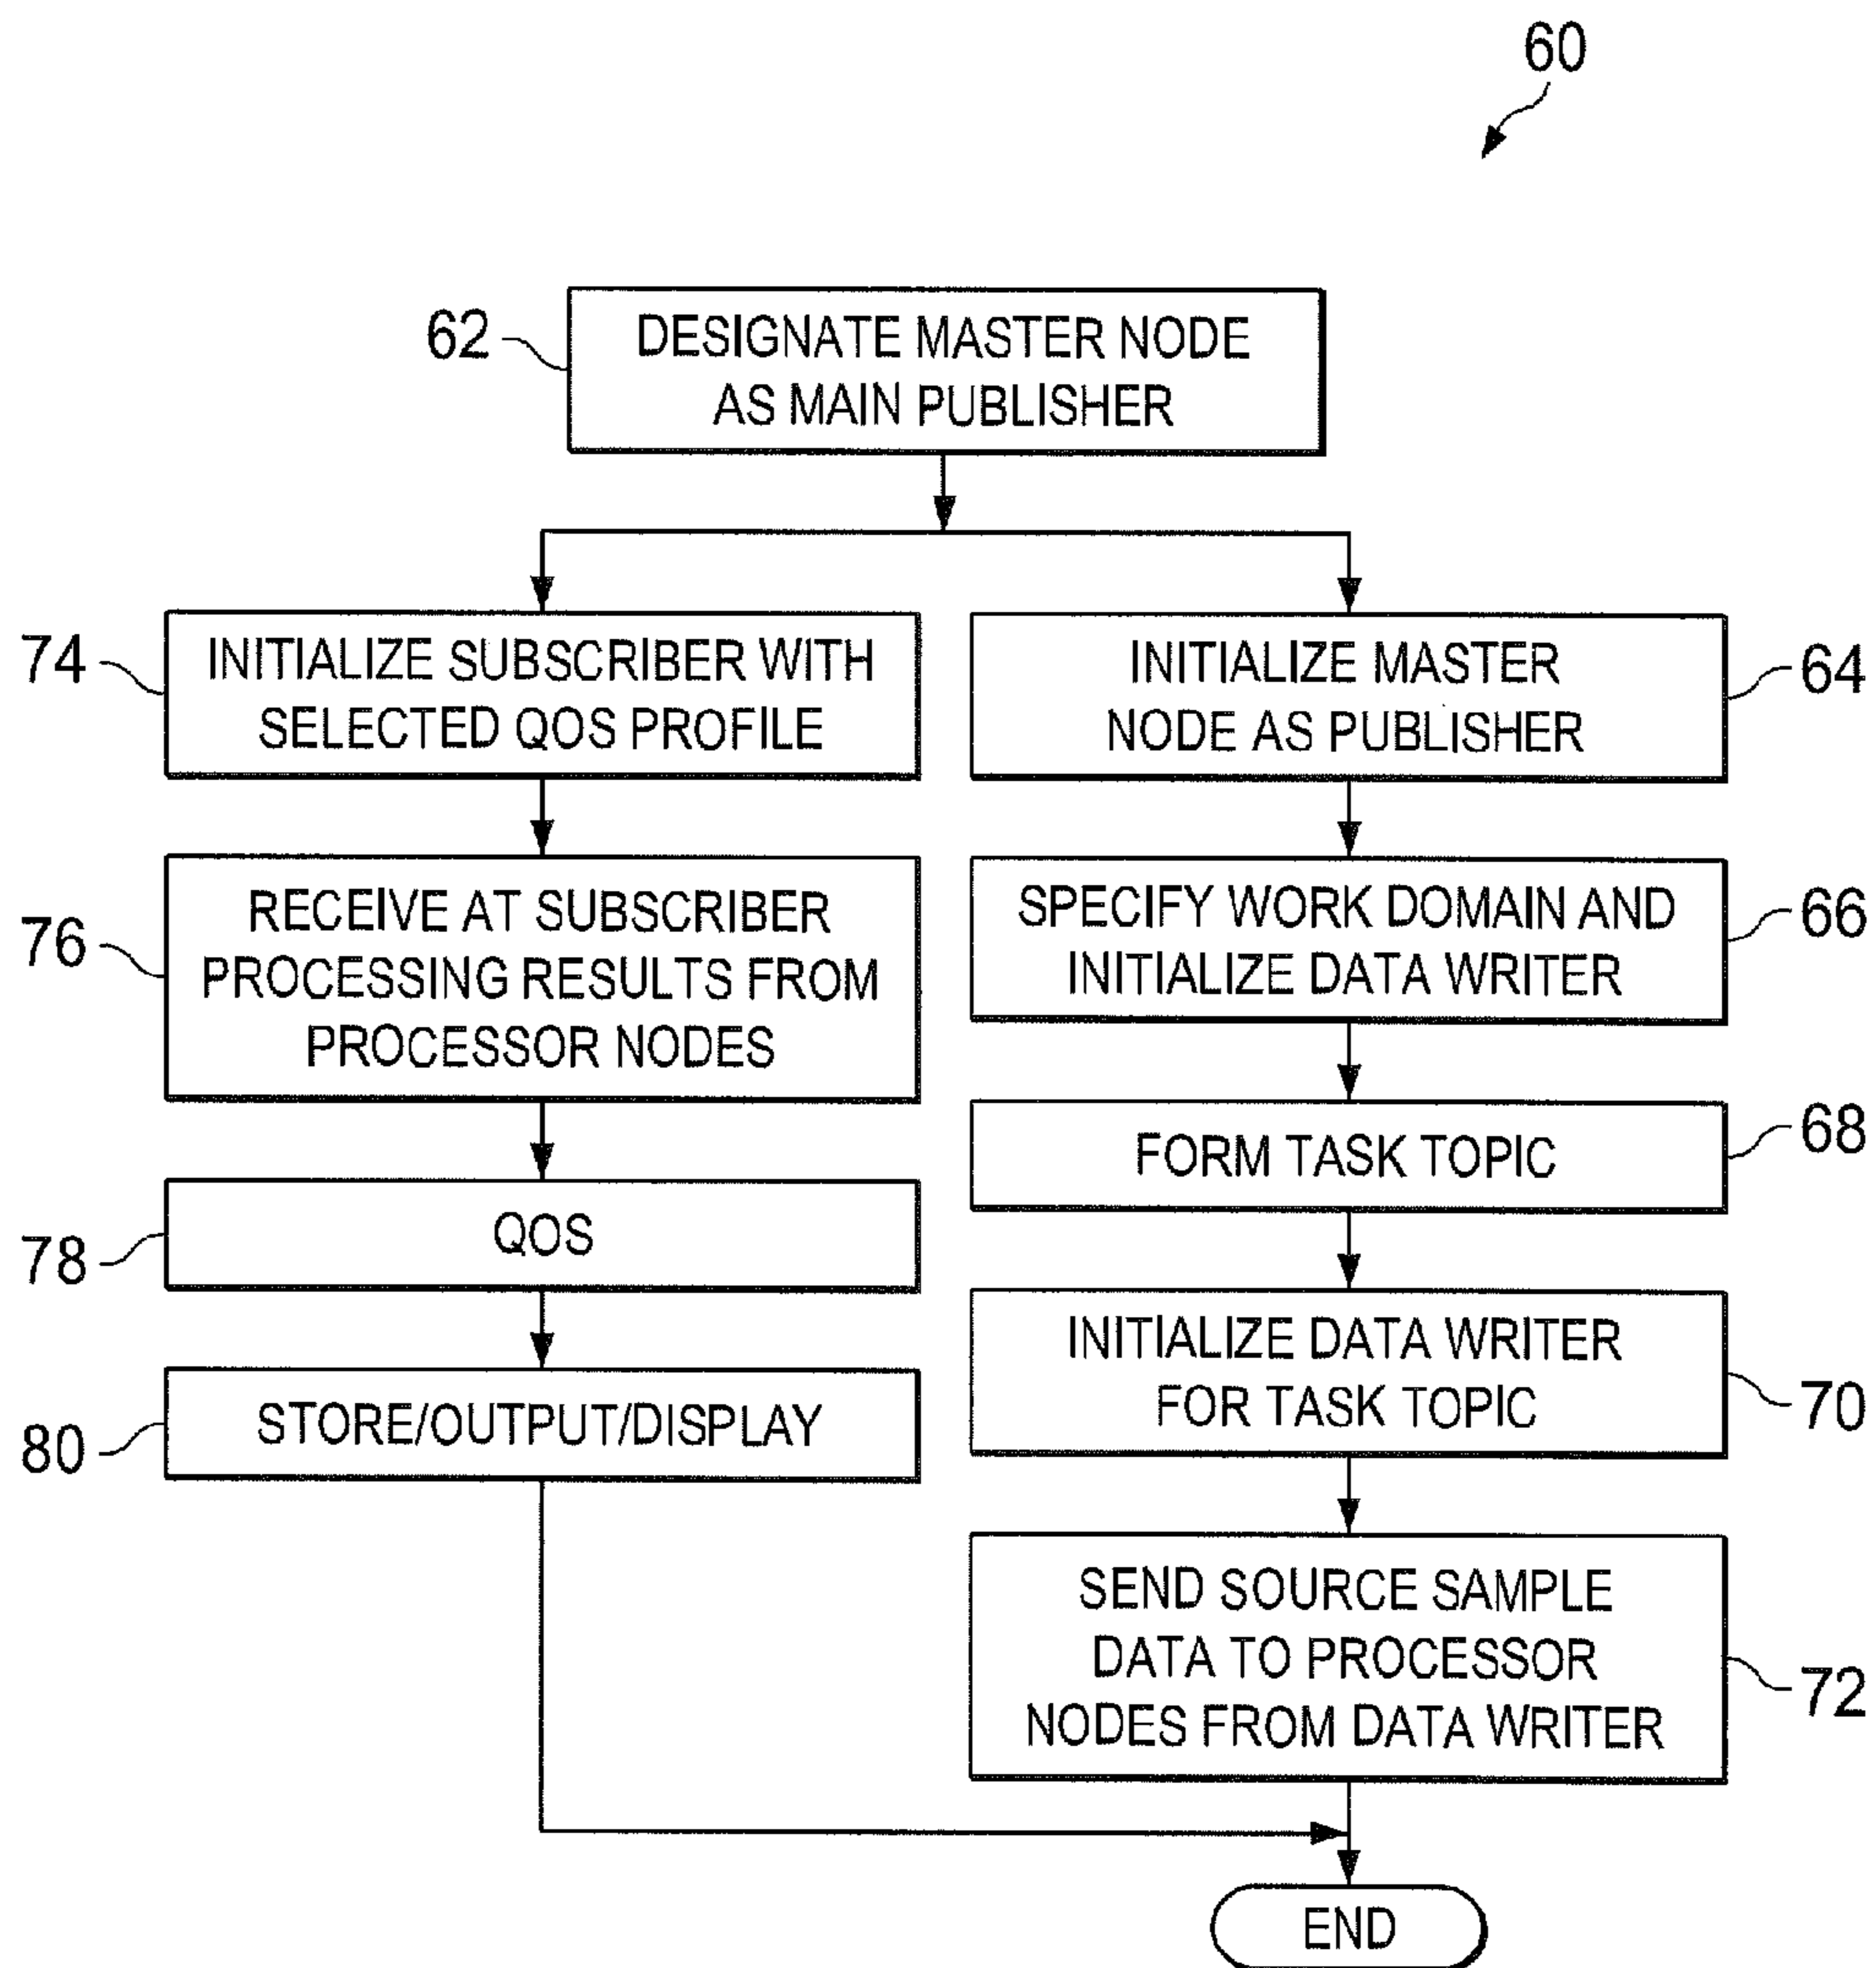 60
62
DESIGNATE MASTER NODE
AS MAIN PUBLISHER
74
INITIALIZE SUBSCRIBER WITH
SELECTED QOS PROFILE
76
RECEIVE AT SUBSCRIBER
PROCESSING RESULTS FROM
PROCESSOR NODES
78
QOS
80
STORE/OUTPUT/DISPLAY
INITIALIZE MASTER
NODE AS PUBLISHER
64
SPECIFY WORK DOMAIN AND
INITIALIZE DATA WRITER
66
FORM TASK TOPIC
68
INITIALIZE DATA WRITER
FOR TASK TOPIC
70
SEND SOURCE SAMPLE
DATA TO PROCESSOR
NODES FROM DATA WRITER
72
END